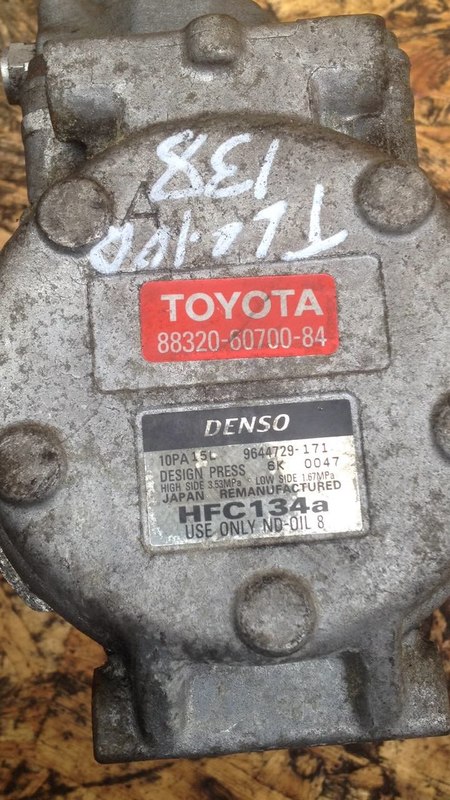 138
TOYOTA
88320-60700-84
DENSO
10PA15L 9644729-171
DESIGN PRESS 6K 0047
HIGH SIDE 3.53MPa LOW SIDE 1.67MPa
JAPAN REMANUFACTURED
HFC134a
USE ONLY ND-OIL 8